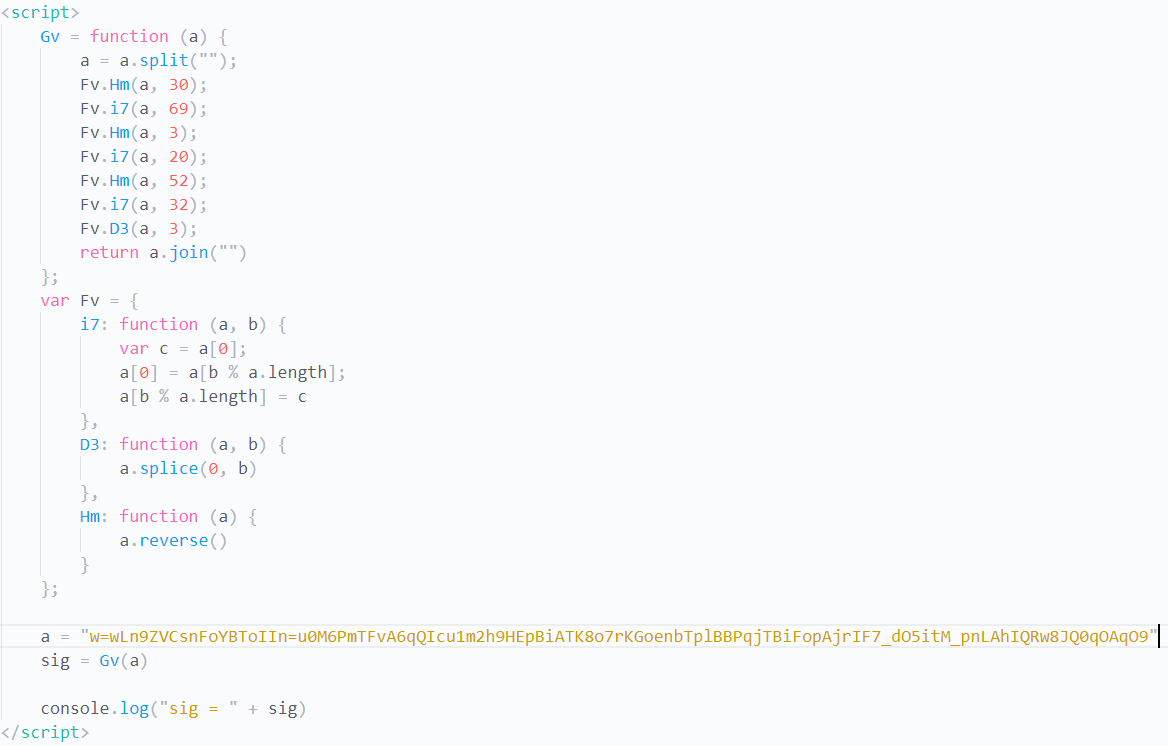 <script>
Gv = function (a) {
a = a.split("");
Fv.Hm(a, 30);
Fv.i7(a, 69);
Fv.Hm(a, 3);
Fv.i7(a, 20);
Fv.Hm(a, 52);
Fv.i7(a, 32);
Fv.D3(a, 3);
return a.join("")
};
var Fv = {
i7: function (a, b) {
var c = a[0];
a[0] = a[b % a.length];
a[b % a.length] = c
},
D3: function (a, b) {
a.splice(0, b)
},
Hm: function (a) {
a.reverse()
}
};
a = "w=wLn9ZVCsnFoYBToIIn=u0M6PmTFvA6qQIcu1m2h9HEpBiATK8o7rKGoenbTplBBPqjTBiFopAjrIF7_dO5itM_pnLAhIQRw8JQ0qOAqO9"
sig = Gv(a)
console.log("sig = " + sig)
</script>